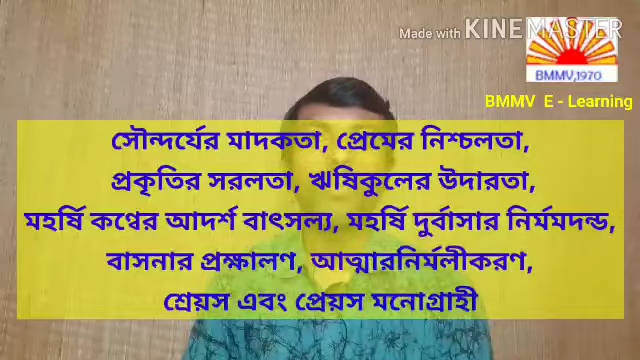 Made with KINEMASTER
BMMV,1970
BMMV E - Learning
সৌন্দর্যের মাদকতা, প্রেমের নিশ্চলতা,
প্রকৃতির সরলতা, ঋষিকুলের উদারতা,
মহর্ষি কণ্বের আদর্শ বাৎসল্য, মহর্ষি দুর্বাসার নির্মমদন্ড,
বাসনার প্রক্ষালণ, আত্মারনির্মলীকরণ,
শ্রেয়স এবং প্রেয়স মনোগ্রাহী